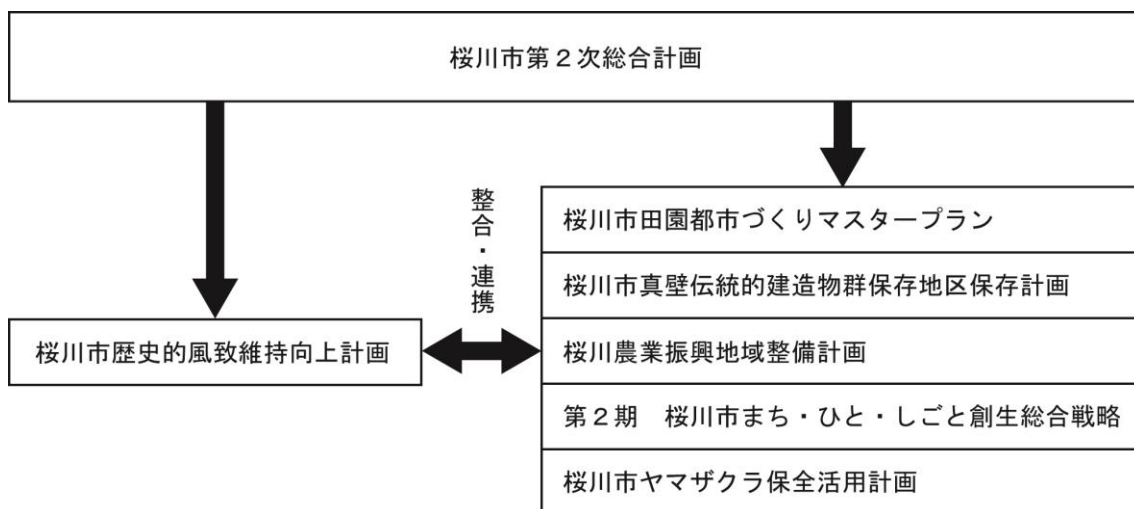 桜川市第２次総合計画
整合・連携
桜川市歴史的風致維持向上計画
桜川市田園都市づくりマスタープラン
桜川市真壁伝統的建造物群保存地区保存計画
桜川農業振興地域整備計画
第２期　桜川市まち・ひと・しごと創生総合戦略
桜川市ヤマザクラ保全活用計画